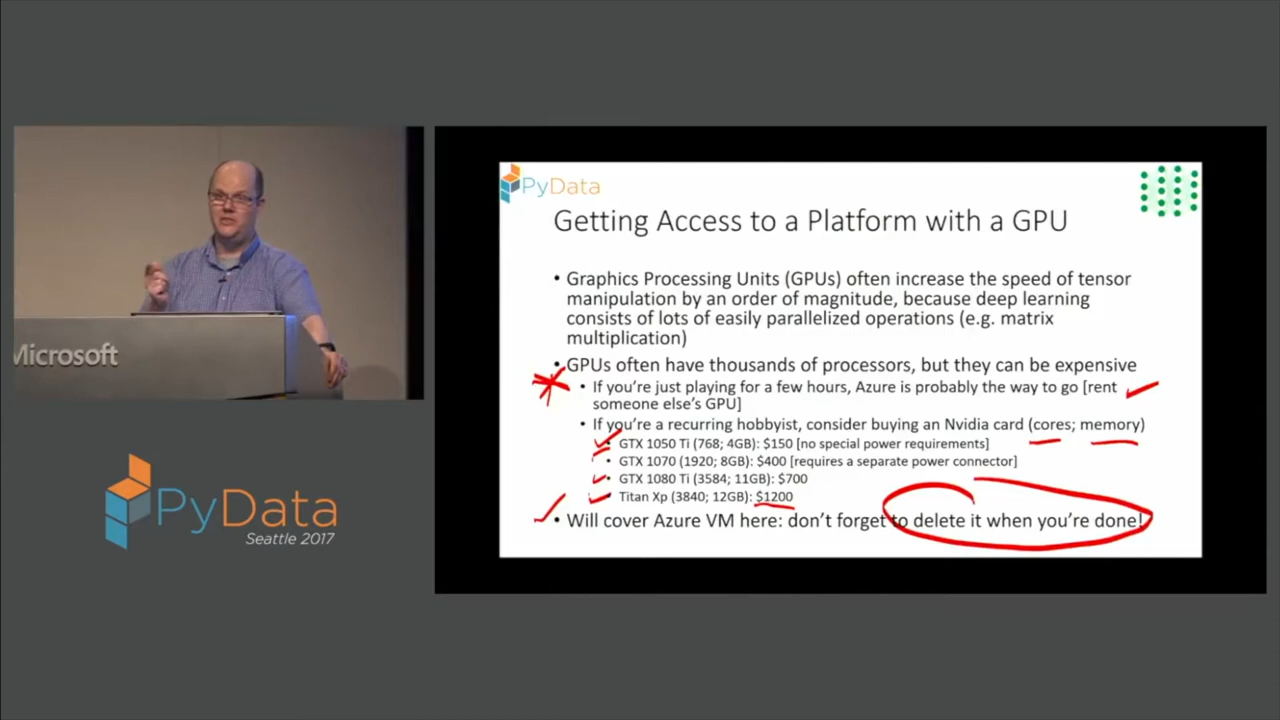 PyData
Getting Access to a Platform with a GPU
• Graphics Processing Units (GPUs) often increase the speed of tensor
manipulation by an order of magnitude, because deep learning
consists of lots of easily parallelized operations (e.g. matrix
multiplication)
• GPUs often have thousands of processors, but they can be expensive
• If you're just playing for a few hours, Azure is probably the way to go [rent
someone else's GPU]
• If you're a recurring hobbyist, consider buying an Nvidia card (cores; memory)
• GTX 1050 Ti (768; 4GB): $150 [no special power requirements]
• GTX 1070 (1920; 8GB): $400 [requires a separate power connector]
• GTX 1080 Ti (3584; 11GB): $700
• Titan Xp (3840; 12GB): $1200
• Will cover Azure VM here: don't forget to delete it when you're done!
Microsoft
PyData
Seattle 2017